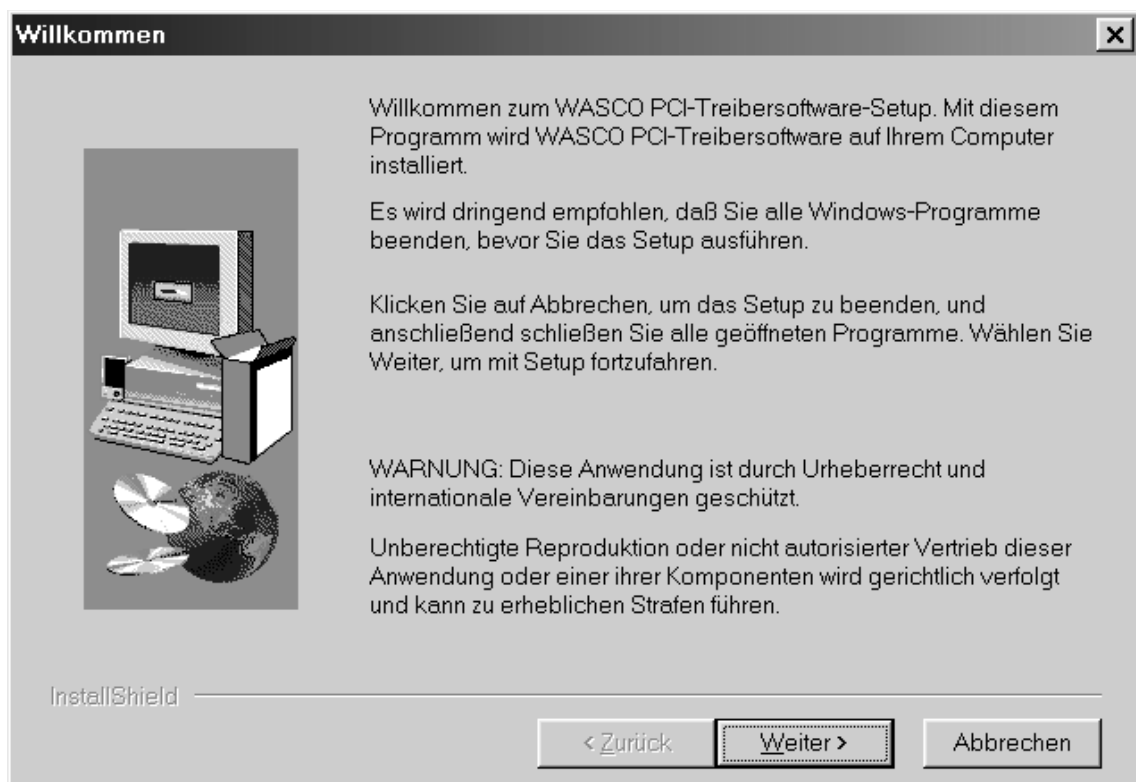 Willkommen
Willkommen zum WASCO PCI-Treibersoftware-Setup. Mit diesem
Programm wird WASCO PCI-Treibersoftware auf Ihrem Computer
installiert.
Es wird dringend empfohlen, daß Sie alle Windows-Programme
beenden, bevor Sie das Setup ausführen.
Klicken Sie auf Abbrechen, um das Setup zu beenden, und
anschließend schließen Sie alle geöffneten Programme. Wählen Sie
Weiter, um mit Setup fortzufahren.
WARNUNG: Diese Anwendung ist durch Urheberrecht und
internationale Vereinbarungen geschützt.
Unberechtigte Reproduktion oder nicht autorisierter Vertrieb dieser
Anwendung oder einer ihrer Komponenten wird gerichtlich verfolgt
und kann zu erheblichen Strafen führen.
InstallShield
< Zurück Weiter > Abbrechen